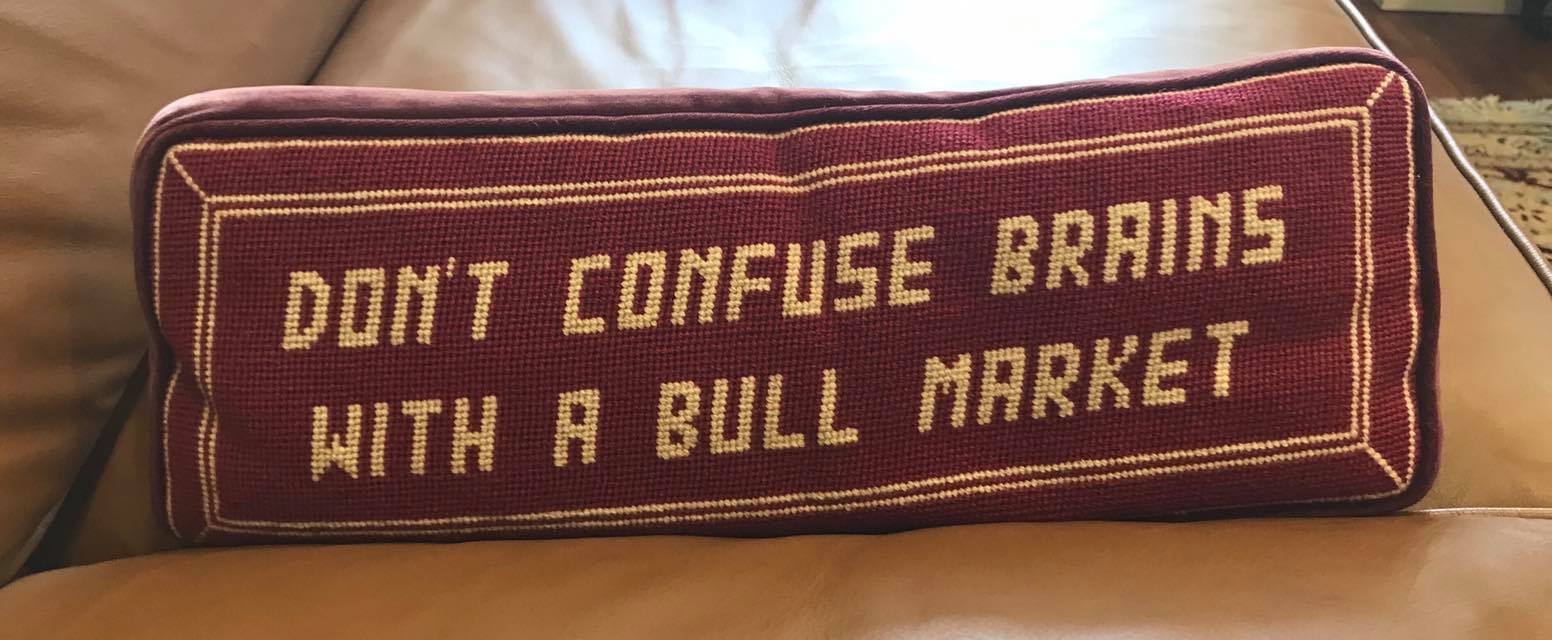 DON'T CONFUSE BRAINS
WITH A BULL MARKET